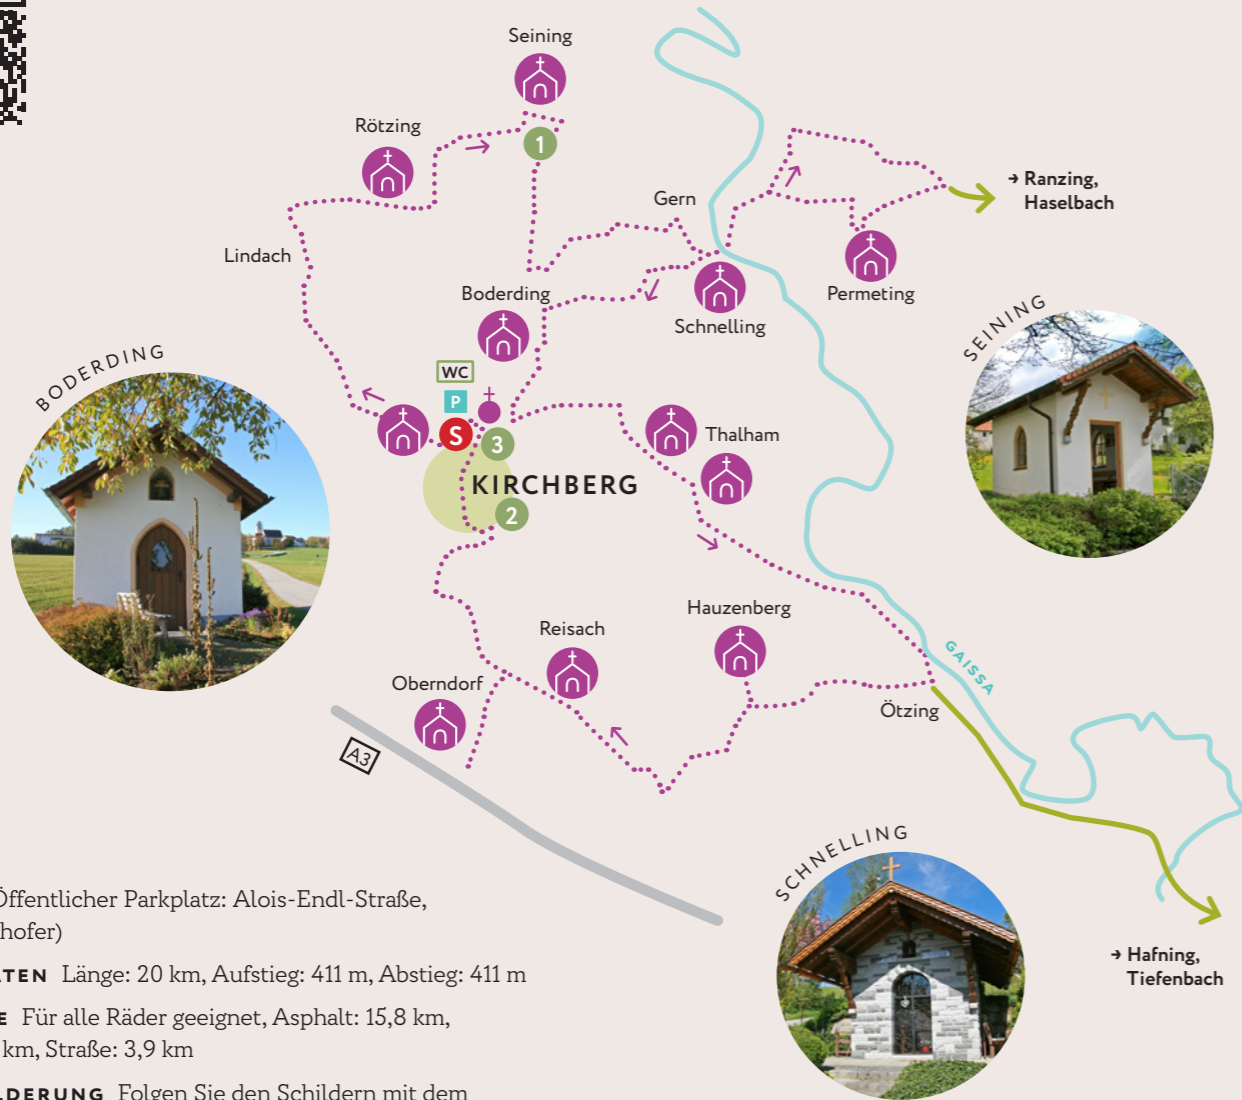 Seining
Rötzing
1
→ Ranzing,
Haselbach
Gern
Lindach
Permeting
Boderding
Schnelling
SEINING
BODERDING
WC
P
S
3
Thalham
KIRCHBERG
2
Hauzenberg
Reisach
GAISSA
Oberndorf
Ötzing
A3
SCHNELLING
Öffentlicher Parkplatz: Alois-Endl-Straße,
hofer)
→ Hafning,
Tiefenbach
TEN Länge: 20 km, Aufstieg: 411 m, Abstieg: 411 m
E Für alle Räder geeignet, Asphalt: 15,8 km,
km, Straße: 3,9 km
LDERUNG Folgen Sie den Schildern mit dem